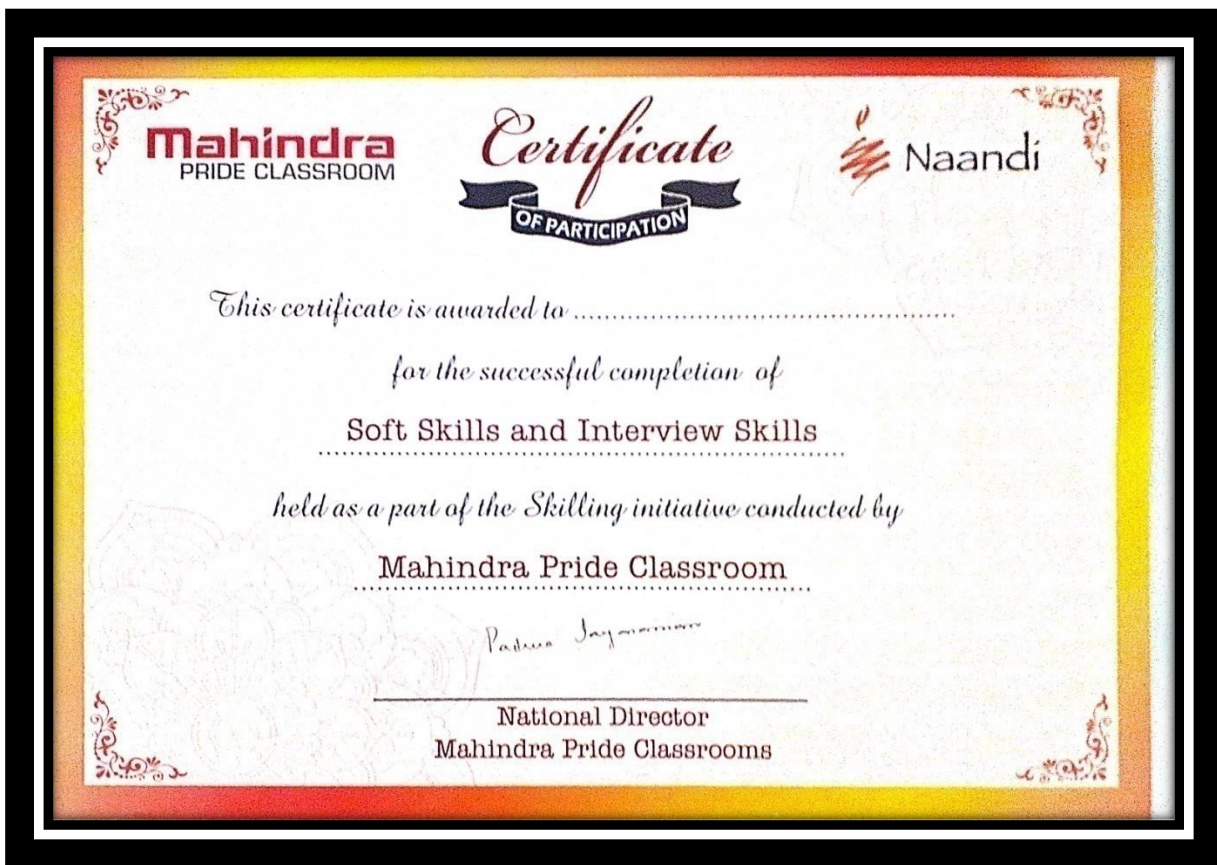 Mahindra
PRIDE CLASSROOM
Certificate
OF PARTICIPATION
Naandi
This certificate is awarded to ..................................................
for the successful completion of
Soft Skills and Interview Skills
held as a part of the Skilling initiative conducted by
Mahindra Pride Classroom
Padma
National Director
Mahindra Pride Classrooms